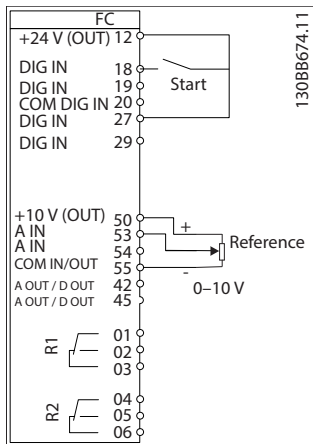 FC
+24 V (OUT) 12
DIG IN 18
DIG IN 19
COM DIG IN 20
DIG IN 27
DIG IN 29
Start
+10 V (OUT) 50
A IN 53
A IN 54
COM IN/OUT 55
A OUT / D OUT 42
A OUT / D OUT 45
+
Reference
-
0–10 V
R1
01
02
03
R2
04
05
06
130BB674.11